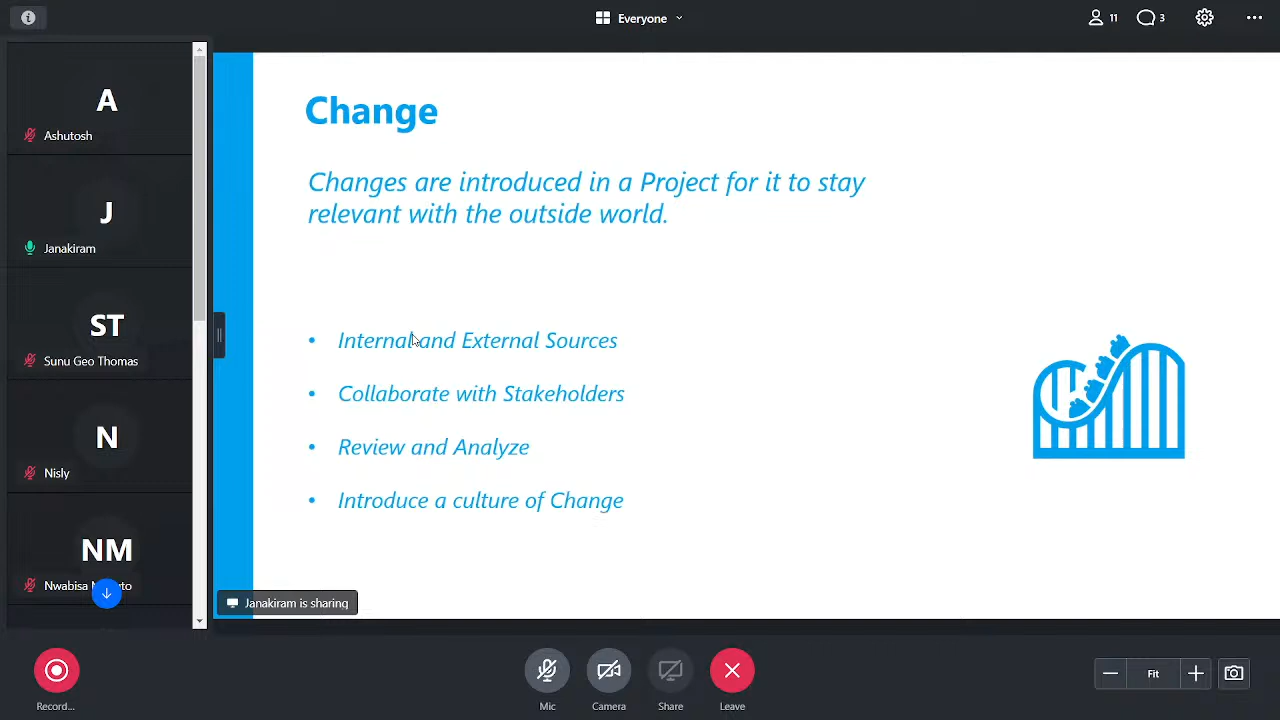 Everyone
11
3
A
Ashutosh
J
Janakiram
ST
Sunu Geo Thomas
N
Nisly
NM
Nwabisa
Change
Changes are introduced in a Project for it to stay
relevant with the outside world.
• Internal and External Sources
• Collaborate with Stakeholders
• Review and Analyze
• Introduce a culture of Change
Janakiram is sharing
Record...
Mic
Camera
Share
Leave
Fit